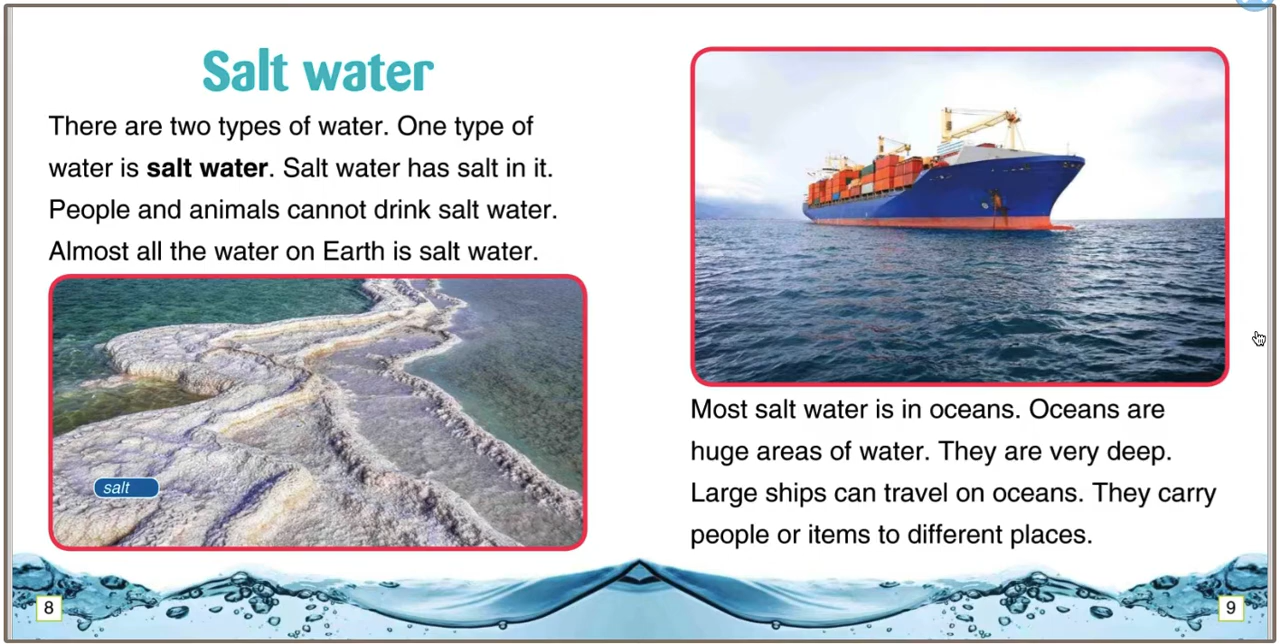 Salt water
There are two types of water. One type of
water is salt water. Salt water has salt in it.
People and animals cannot drink salt water.
Almost all the water on Earth is salt water.
salt
8
Most salt water is in oceans. Oceans are
huge areas of water. They are very deep.
Large ships can travel on oceans. They carry
people or items to different places.
9